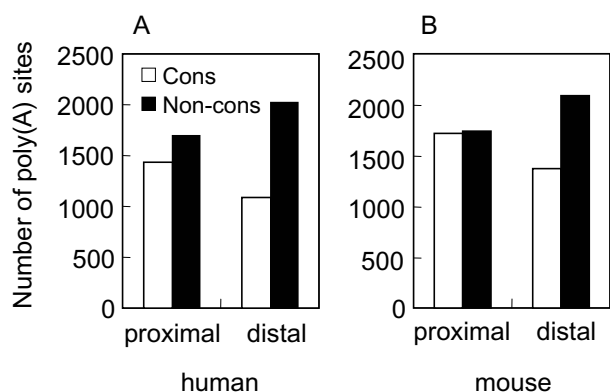 A
B
Number of poly(A) sites
2500
2000
1500
1000
500
0
Cons
Non-cons
proximal distal
human
2500
2000
1500
1000
500
0
proximal distal
mouse